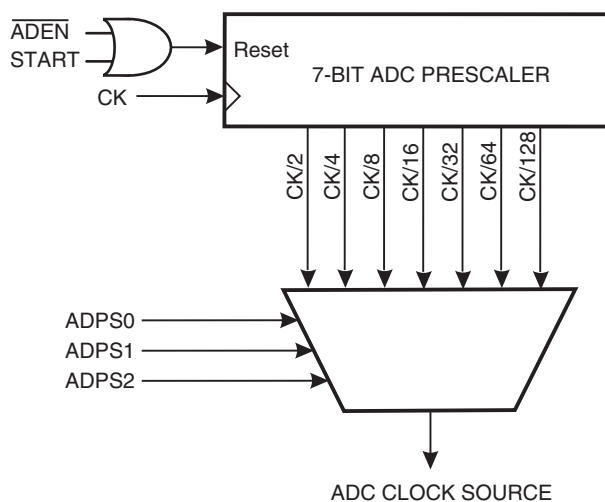 A̅D̅E̅N̅
START
Reset
CK
7-BIT ADC PRESCALER
CK/2
CK/4
CK/8
CK/16
CK/32
CK/64
CK/128
ADPS0
ADPS1
ADPS2
ADC CLOCK SOURCE